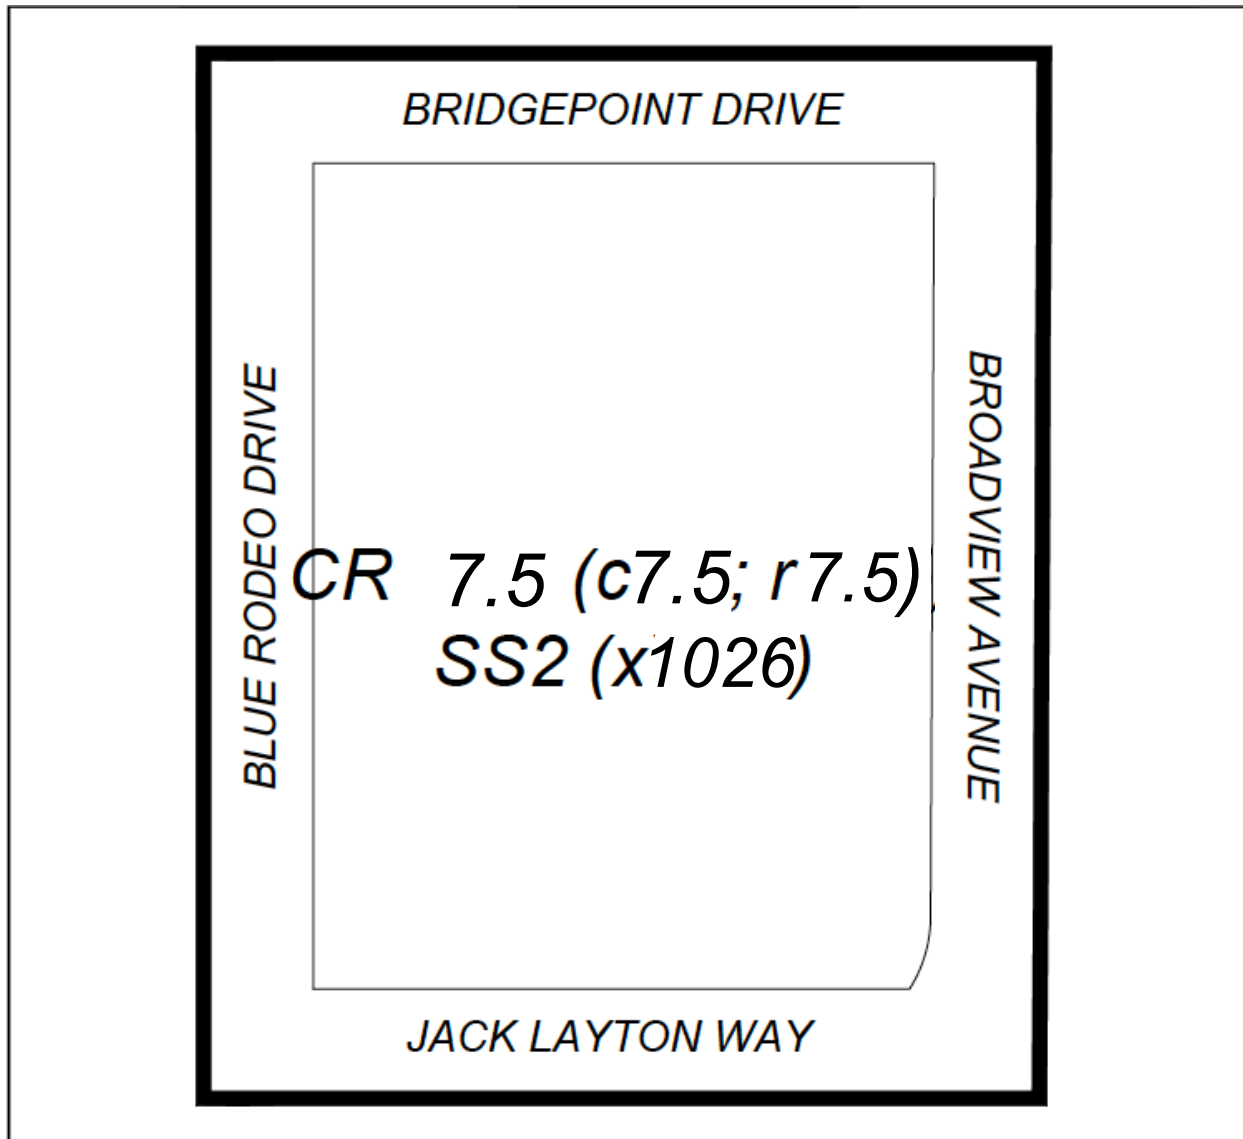 BRIDGEPOINT DRIVE
BLUE RODEO DRIVE
CR 7.5 (c7.5; r7.5)
SS2 (x1026)
BROADVIEW AVENUE
JACK LAYTON WAY